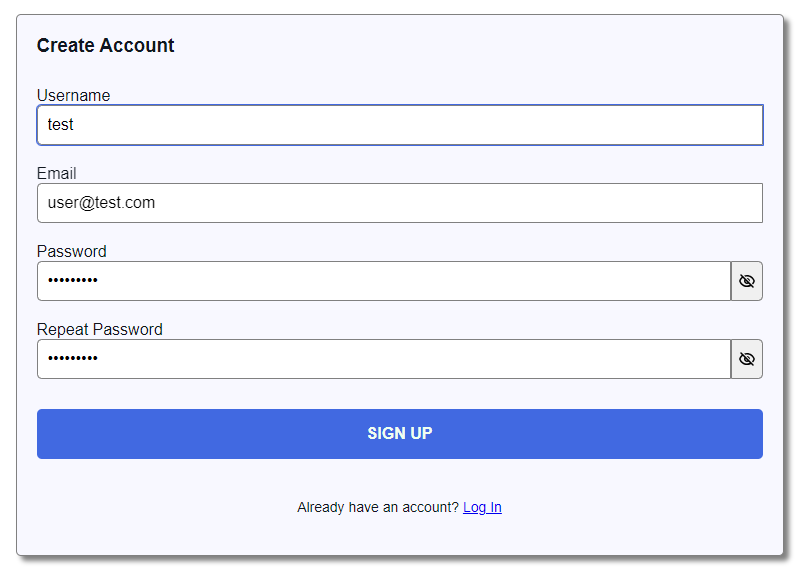 Create Account
Username
test
Email
user@test.com
Password
•••••••••
Repeat Password
•••••••••
SIGN UP
Already have an account? Log In